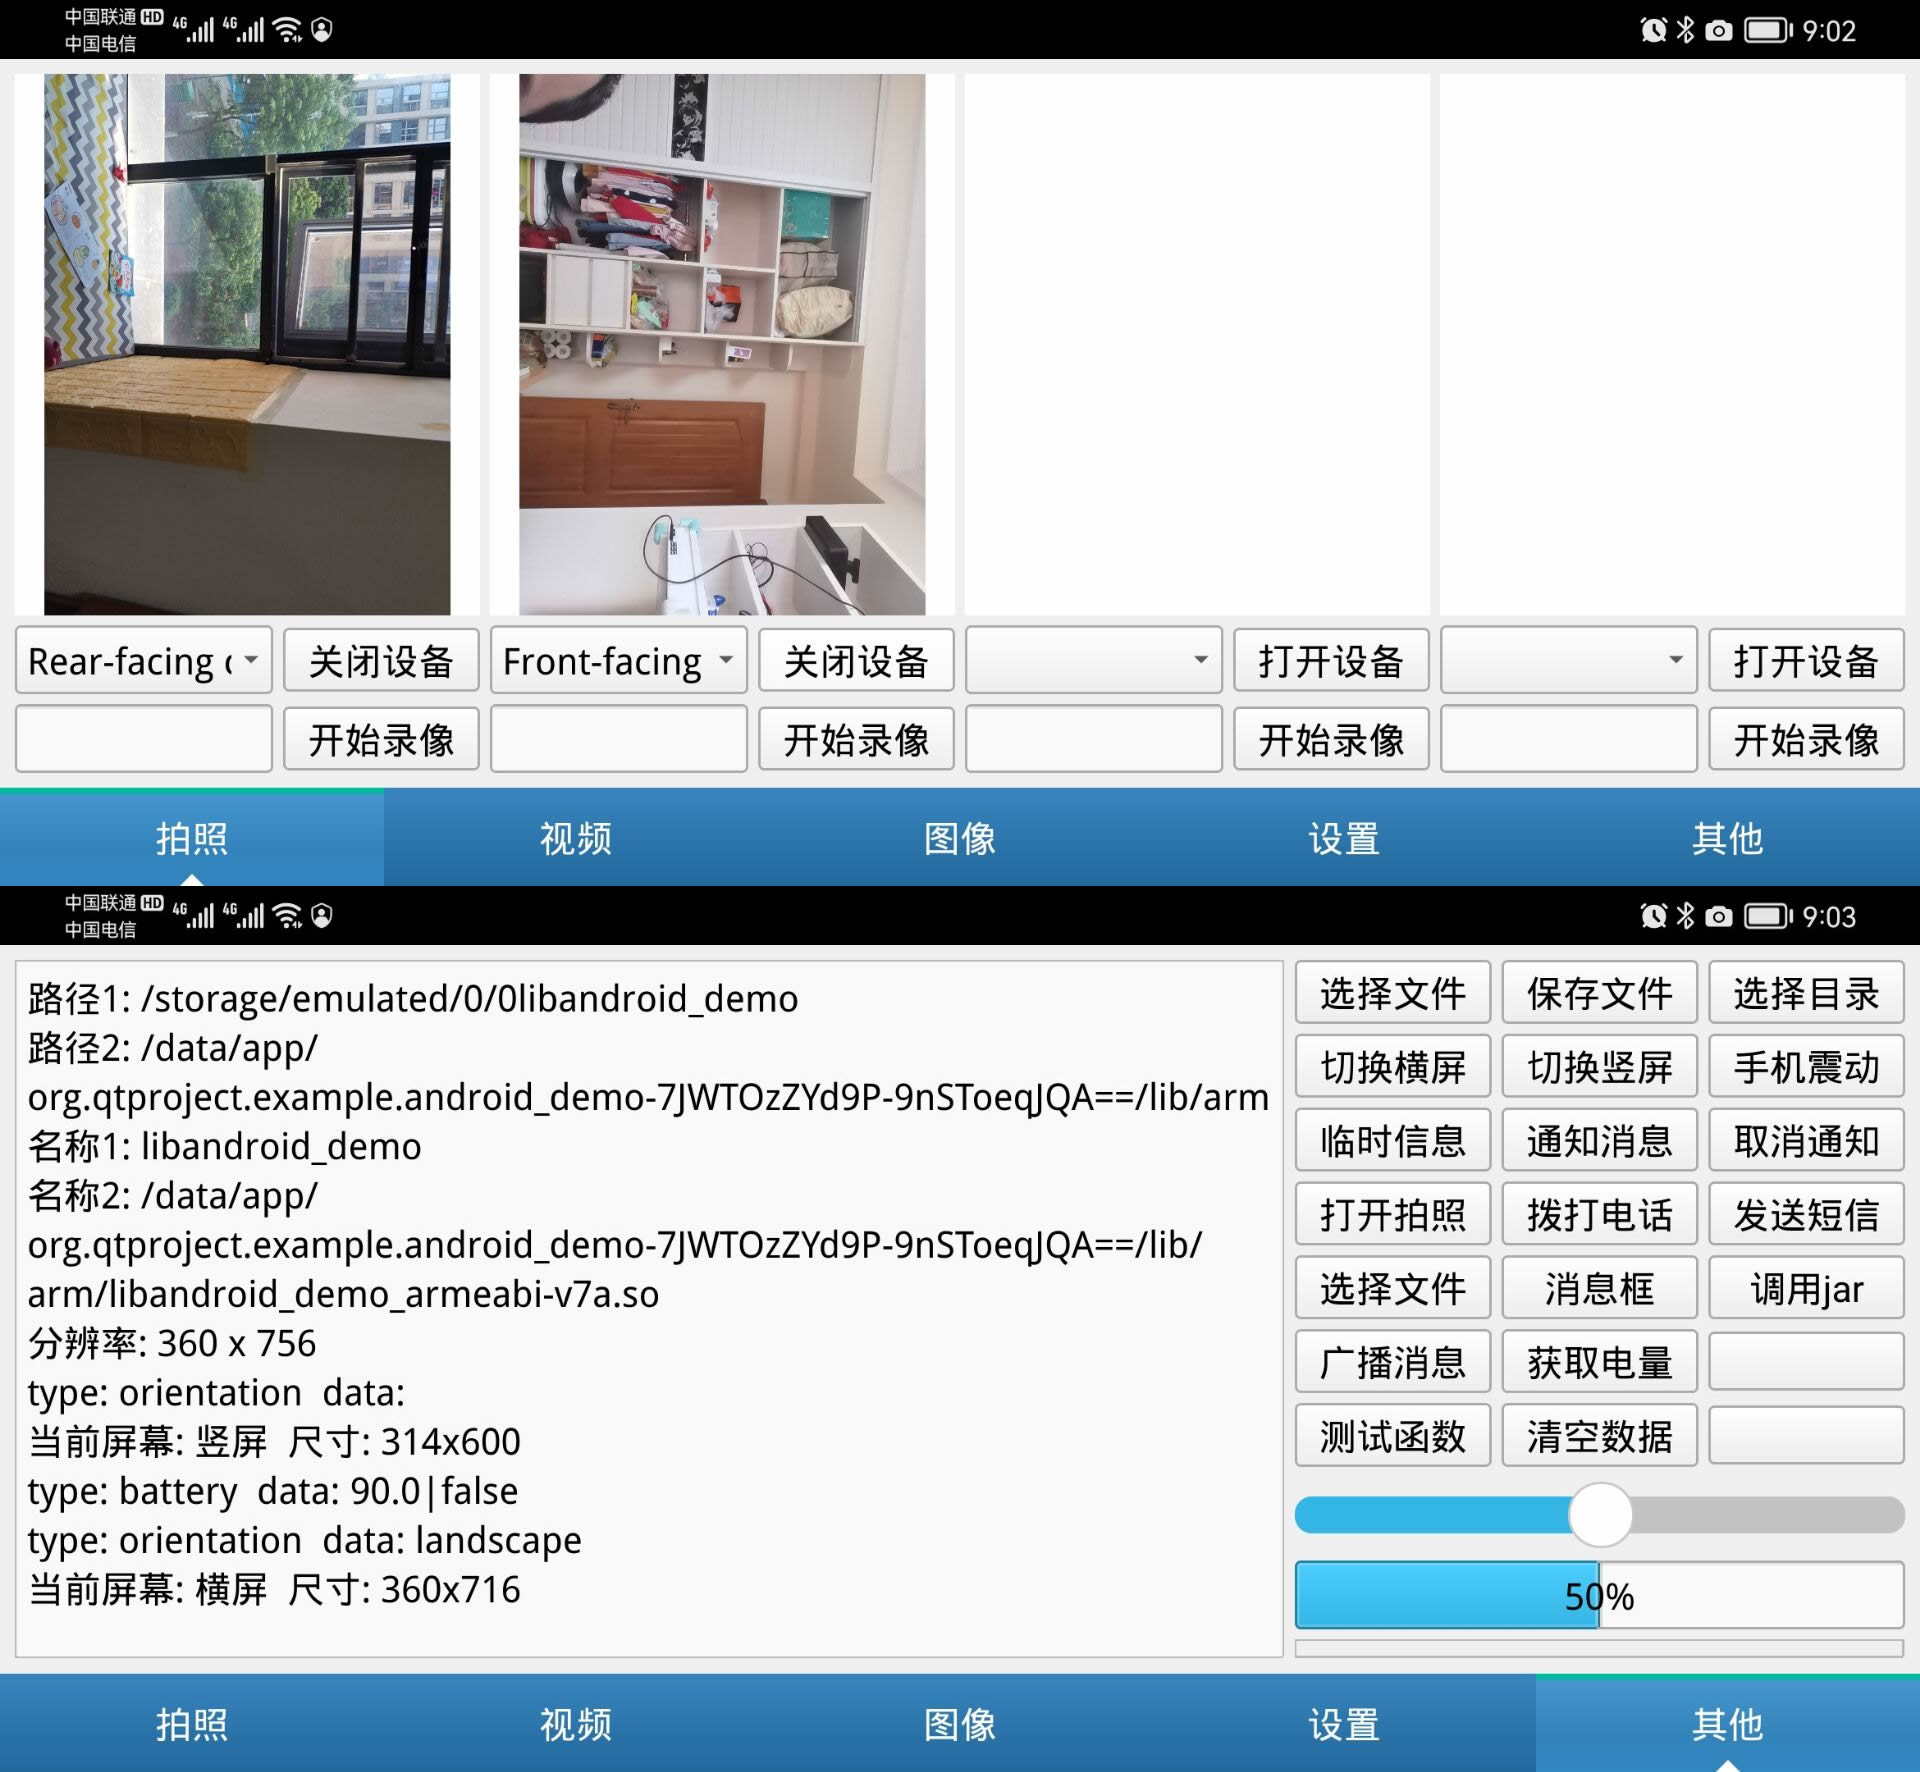 中国联通 HD 4G 4G 9:02
中国电信
Rear-facing c 关闭设备 Front-facing 关闭设备 打开设备 打开设备
开始录像 开始录像 开始录像 开始录像
拍照 视频 图像 设置 其他
中国联通 HD 4G 4G 9:03
中国电信
路径1: /storage/emulated/0/0libandroid_demo
路径2: /data/app/
org.qtproject.example.android_demo-7JWTOzZYd9P-9nSToeqJQA==/lib/arm
名称1: libandroid_demo
名称2: /data/app/
org.qtproject.example.android_demo-7JWTOzZYd9P-9nSToeqJQA==/lib/
arm/libandroid_demo_armeabi-v7a.so
分辨率: 360 x 756
type: orientation  data:
当前屏幕: 竖屏  尺寸: 314x600
type: battery  data: 90.0|false
type: orientation  data: landscape
当前屏幕: 横屏  尺寸: 360x716
选择文件 保存文件 选择目录
切换横屏 切换竖屏 手机震动
临时信息 通知消息 取消通知
打开拍照 拨打电话 发送短信
选择文件 消息框 调用jar
广播消息 获取电量
测试函数 清空数据
50%
拍照 视频 图像 设置 其他